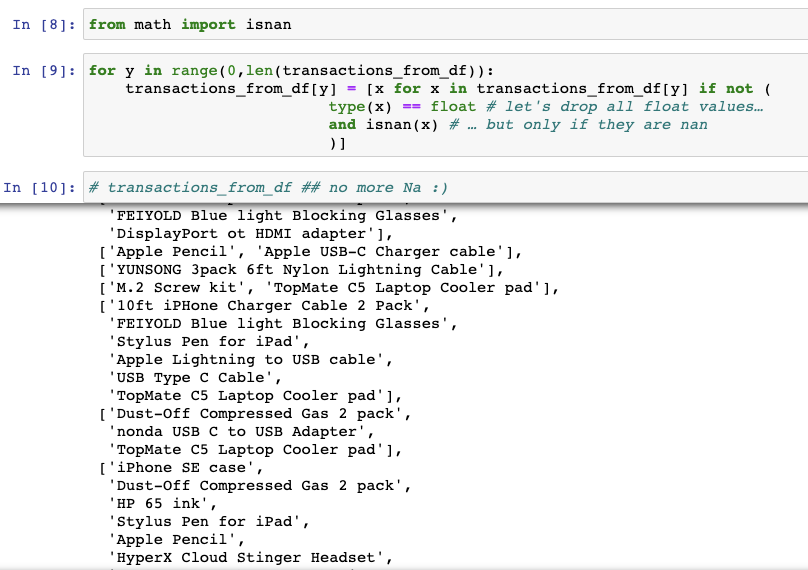 In [8]: from math import isnan
In [9]: for y in range(0,len(transactions_from_df)):
transactions_from_df[y] = [x for x in transactions_from_df[y] if not (
type(x) == float # let's drop all float values…
and isnan(x) # … but only if they are nan
)]
In [10]: # transactions_from_df ## no more Na :)
'FEIYOLD Blue light Blocking Glasses',
'DisplayPort ot HDMI adapter'],
['Apple Pencil', 'Apple USB-C Charger cable'],
['YUNSONG 3pack 6ft Nylon Lightning Cable'],
['M.2 Screw kit', 'TopMate C5 Laptop Cooler pad'],
['10ft iPHone Charger Cable 2 Pack',
'FEIYOLD Blue light Blocking Glasses',
'Stylus Pen for iPad',
'Apple Lightning to USB cable',
'USB Type C Cable',
'TopMate C5 Laptop Cooler pad'],
['Dust-Off Compressed Gas 2 pack',
'nonda USB C to USB Adapter',
'TopMate C5 Laptop Cooler pad'],
['iPhone SE case',
'Dust-Off Compressed Gas 2 pack',
'HP 65 ink',
'Stylus Pen for iPad',
'Apple Pencil',
'HyperX Cloud Stinger Headset',